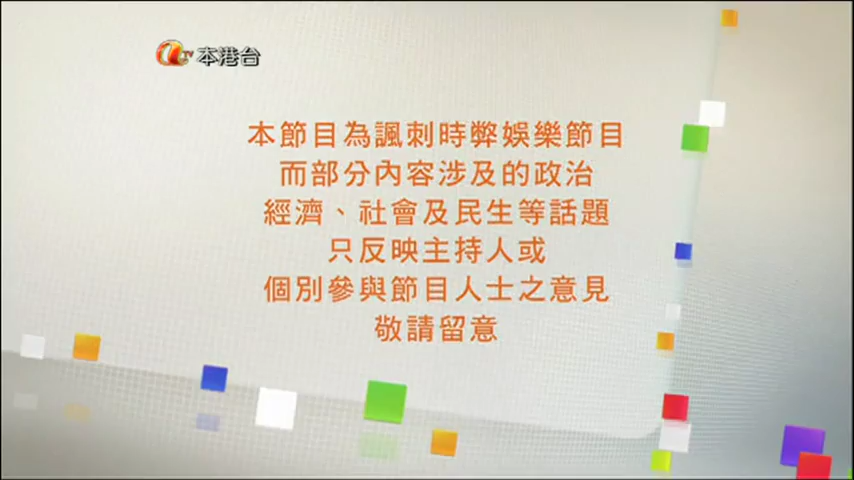 aTV 本港台
本節目為諷刺時弊娛樂節目
而部分內容涉及的政治
經濟、社會及民生等話題
只反映主持人或
個別參與節目人士之意見
敬請留意